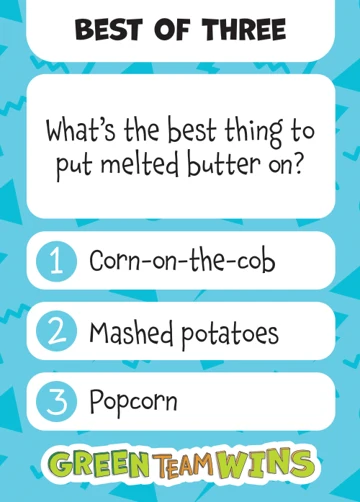 BEST OF THREE
What's the best thing to
put melted butter on?
1 Corn-on-the-cob
2 Mashed potatoes
3 Popcorn
GREEN TEAM WINS